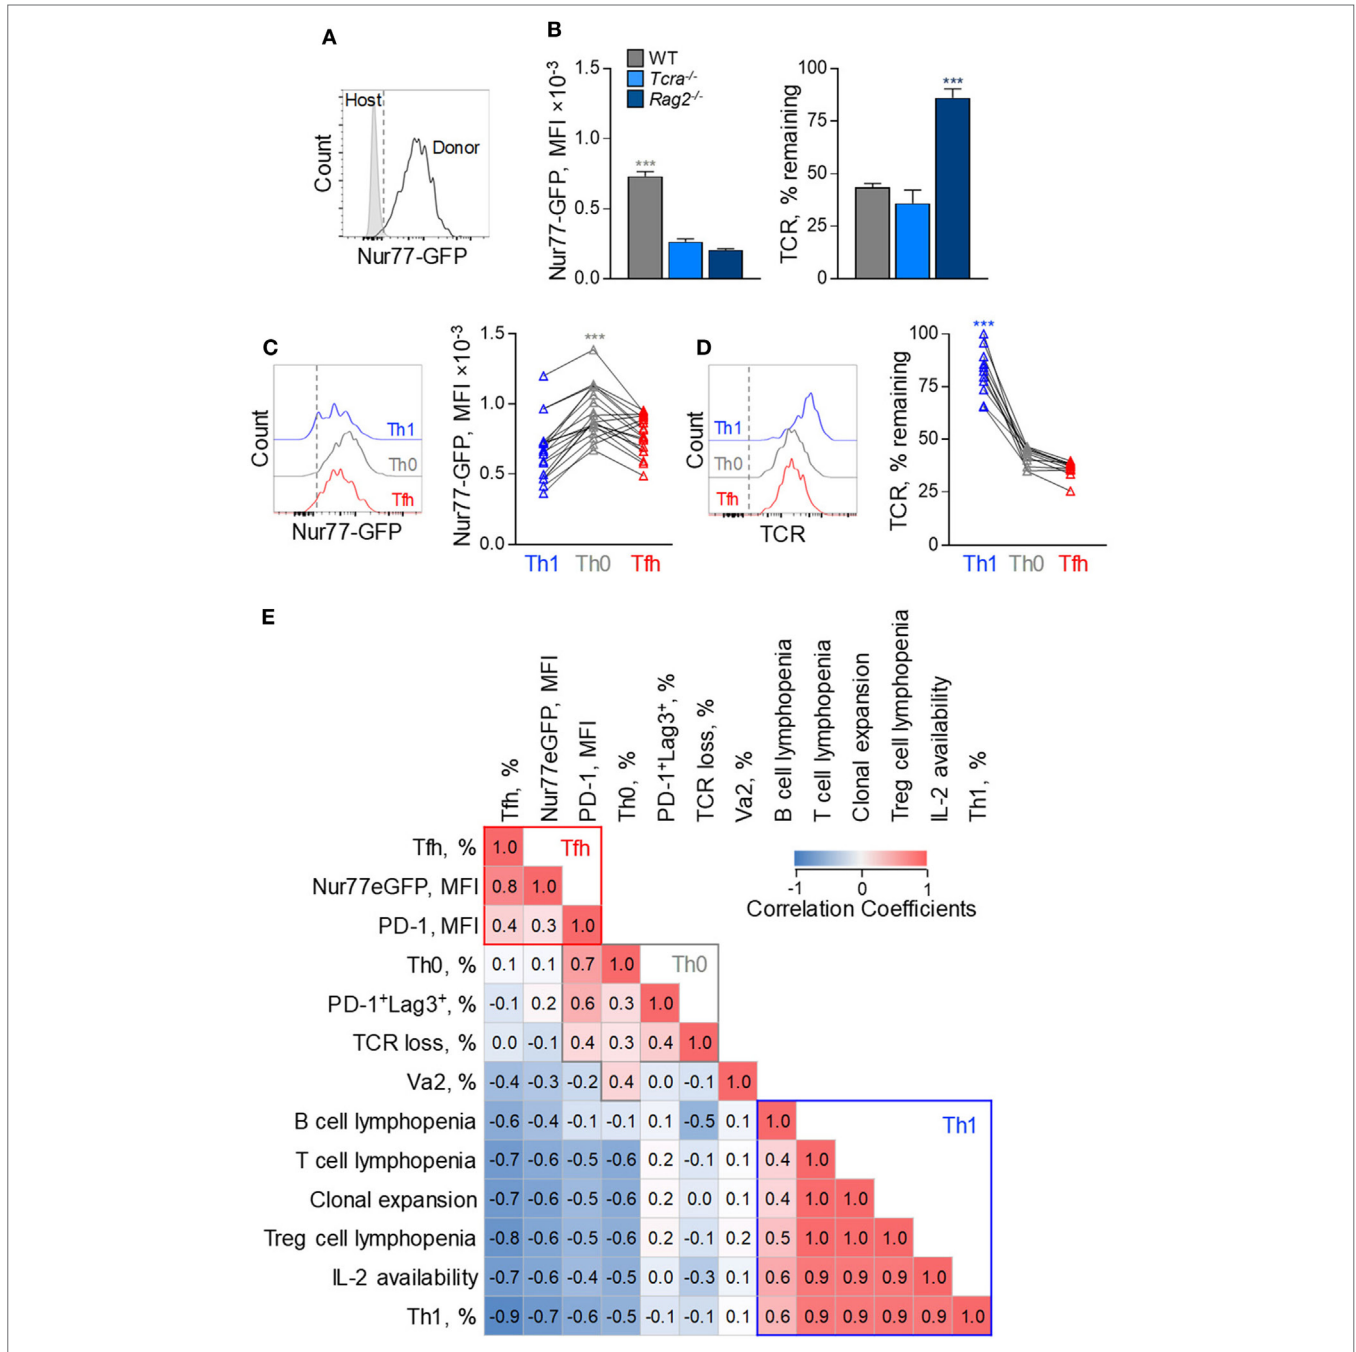 A
Host
Donor
Count
Nur77-GFP
B
WT
Tcra-/-
Rag2-/-
Nur77-GFP, MFI ×10-3
1.5
1.0
0.5
0.0
***
TCR, % remaining
100
75
50
25
0
***
C
Count
Th1
Th0
Tfh
Nur77-GFP
Nur77-GFP, MFI ×10-3
1.5
1.0
0.5
0.0
***
Th1 Th0 Tfh
D
Count
Th1
Th0
Tfh
TCR
TCR, % remaining
100
75
50
25
0
***
Th1 Th0 Tfh
E
Tfh, %
Nur77eGFP, MFI
PD-1, MFI
Th0, %
PD-1+Lag3+, %
TCR loss, %
Va2, %
B cell lymphopenia
T cell lymphopenia
Clonal expansion
Treg cell lymphopenia
IL-2 availability
Th1, %
Tfh, % 1.0 Tfh
Nur77eGFP, MFI 0.8 1.0
PD-1, MFI 0.4 0.3 1.0
Th0, % 0.1 0.1 0.7 1.0 Th0
PD-1+Lag3+, % -0.1 0.2 0.6 0.3 1.0
TCR loss, % 0.0 -0.1 0.4 0.3 0.4 1.0
Va2, % -0.4 -0.3 -0.2 0.4 0.0 -0.1 1.0
B cell lymphopenia -0.6 -0.4 -0.1 -0.1 0.1 -0.5 0.1 1.0 Th1
T cell lymphopenia -0.7 -0.6 -0.5 -0.6 0.2 -0.1 0.1 0.4 1.0
Clonal expansion -0.7 -0.6 -0.5 -0.6 0.2 0.0 0.1 0.4 1.0 1.0
Treg cell lymphopenia -0.8 -0.6 -0.5 -0.6 0.2 -0.1 0.2 0.5 1.0 1.0 1.0
IL-2 availability -0.7 -0.6 -0.4 -0.5 0.0 -0.3 0.1 0.6 0.9 0.9 0.9 1.0
Th1, % -0.9 -0.7 -0.6 -0.5 -0.1 -0.1 0.1 0.6 0.9 0.9 0.9 0.9 1.0
-1 0 1
Correlation Coefficients